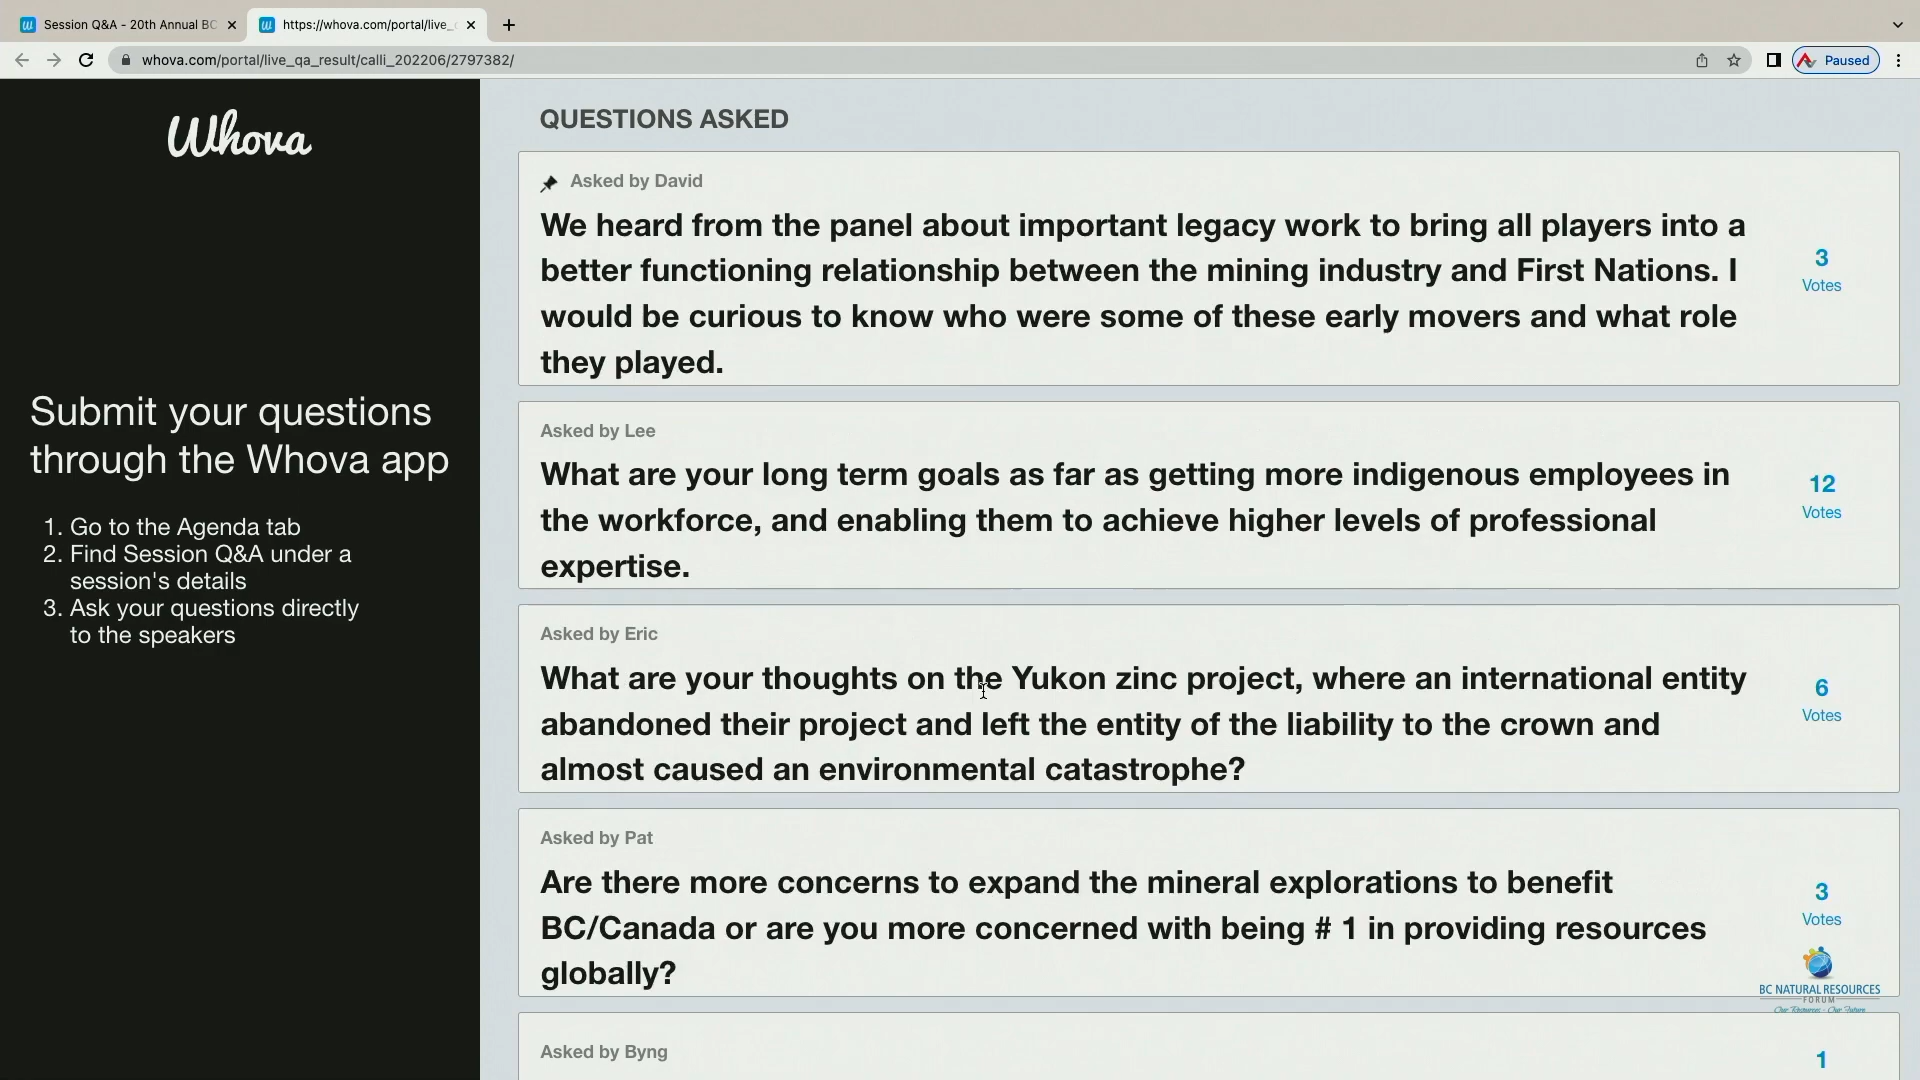 Session Q&A - 20th Annual BC
https://whova.com/portal/live_
whova.com/portal/live_qa_result/calli_202206/2797382/
Paused
Whova
Submit your questions
through the Whova app
1. Go to the Agenda tab
2. Find Session Q&A under a
session's details
3. Ask your questions directly
to the speakers
QUESTIONS ASKED
Asked by David
We heard from the panel about important legacy work to bring all players into a
better functioning relationship between the mining industry and First Nations. I
would be curious to know who were some of these early movers and what role
they played.
3
Votes
Asked by Lee
What are your long term goals as far as getting more indigenous employees in
the workforce, and enabling them to achieve higher levels of professional
expertise.
12
Votes
Asked by Eric
What are your thoughts on the Yukon zinc project, where an international entity
abandoned their project and left the entity of the liability to the crown and
almost caused an environmental catastrophe?
6
Votes
Asked by Pat
Are there more concerns to expand the mineral explorations to benefit
BC/Canada or are you more concerned with being # 1 in providing resources
globally?
3
Votes
BC NATURAL RESOURCES
FORUM
Our Resources - Our Future
Asked by Byng
1